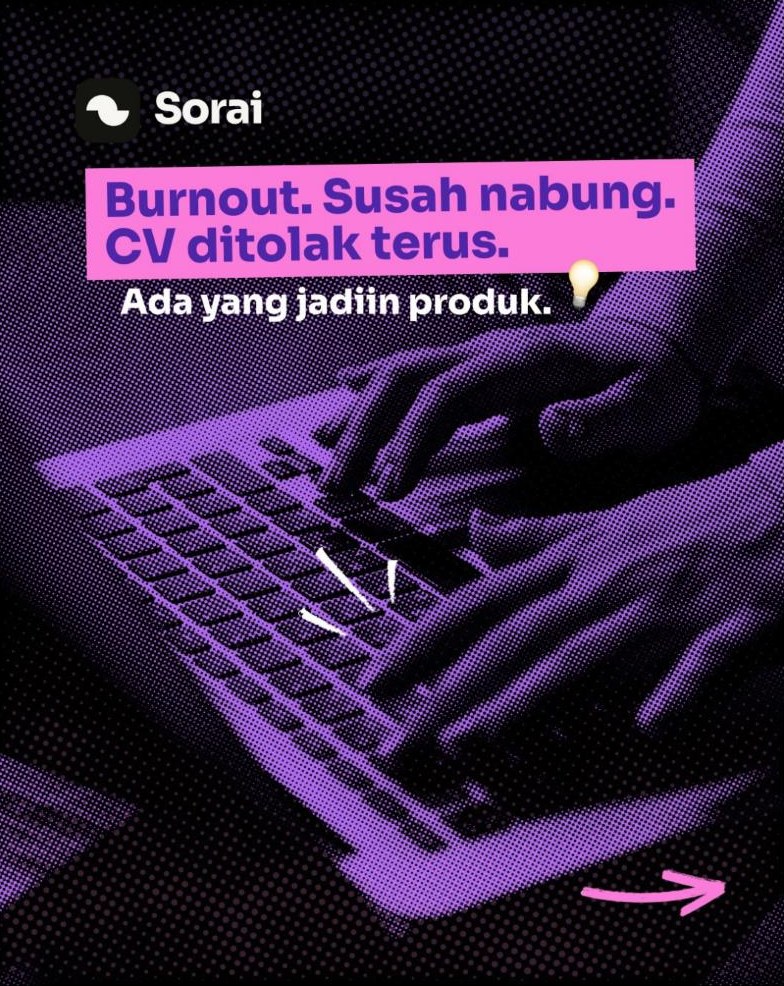 Sorai
Burnout. Susah nabung.
CV ditolak terus.
Ada yang jadiin produk. 💡